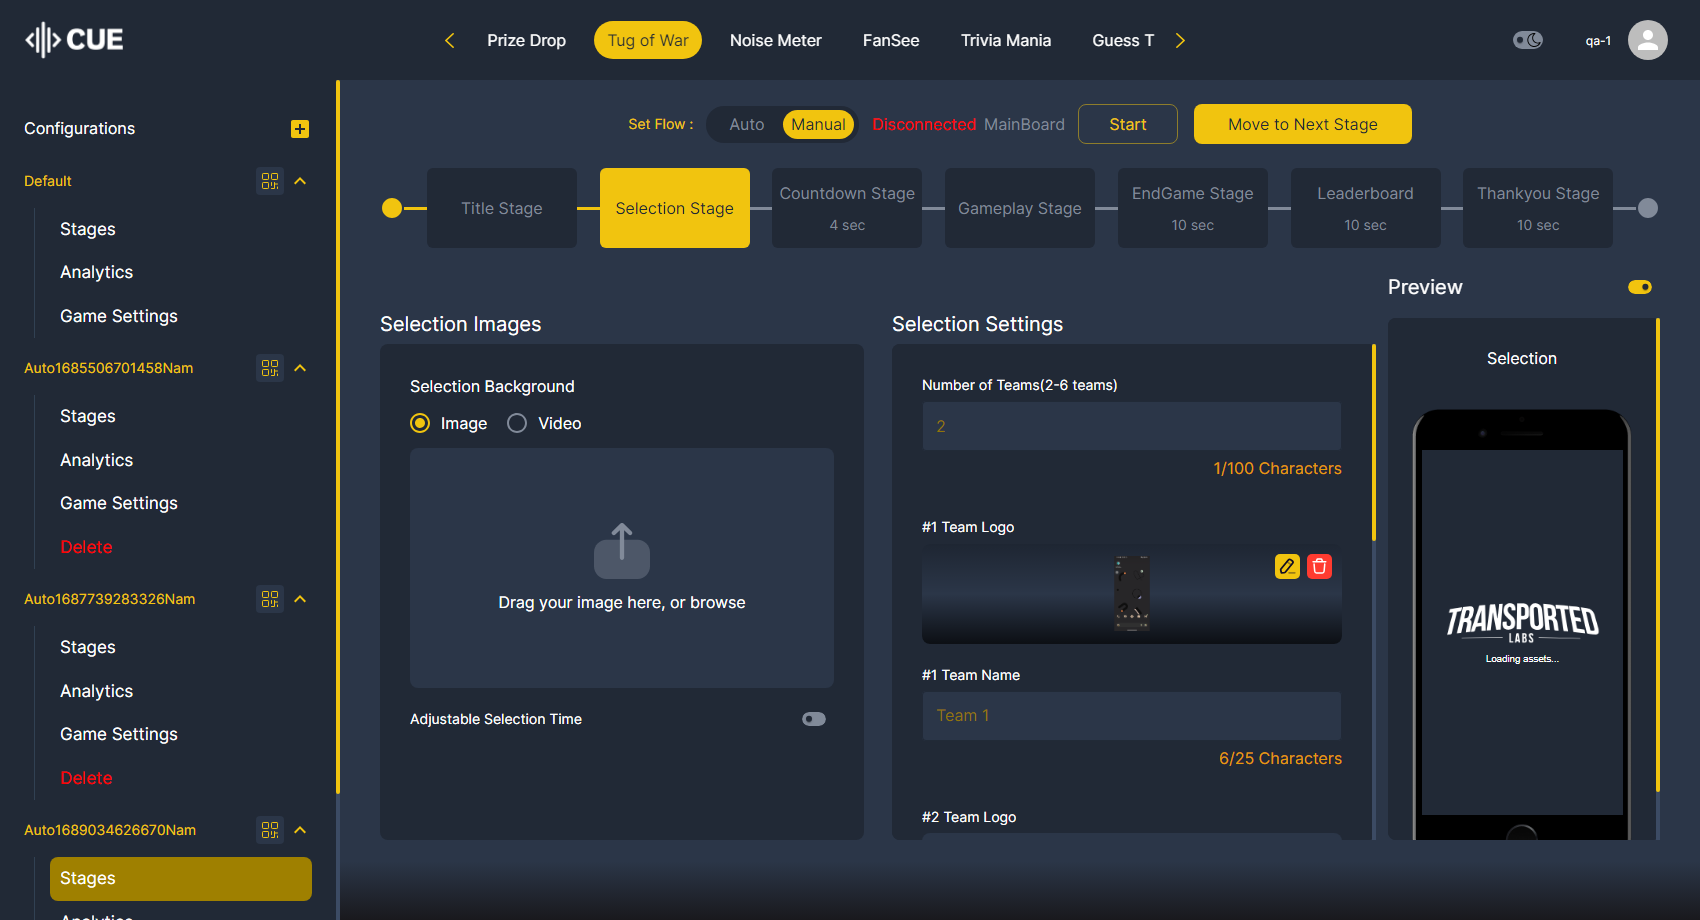 CUE
Prize Drop
Tug of War
Noise Meter
FanSee
Trivia Mania
Guess T
qa-1
Configurations
Default
Stages
Analytics
Game Settings
Auto1685506701458Nam
Stages
Analytics
Game Settings
Delete
Auto1687739283326Nam
Stages
Analytics
Game Settings
Delete
Auto1689034626670Nam
Stages
Analytics
Set Flow :
Auto
Manual
Disconnected MainBoard
Start
Move to Next Stage
Title Stage
Selection Stage
Countdown Stage
4 sec
Gameplay Stage
EndGame Stage
10 sec
Leaderboard
10 sec
Thankyou Stage
10 sec
Selection Images
Selection Background
Image
Video
Drag your image here, or browse
Adjustable Selection Time
Selection Settings
Number of Teams(2-6 teams)
2
1/100 Characters
#1 Team Logo
#1 Team Name
Team 1
6/25 Characters
#2 Team Logo
Preview
Selection
TRANSPORTED
LABS
Loading assets...